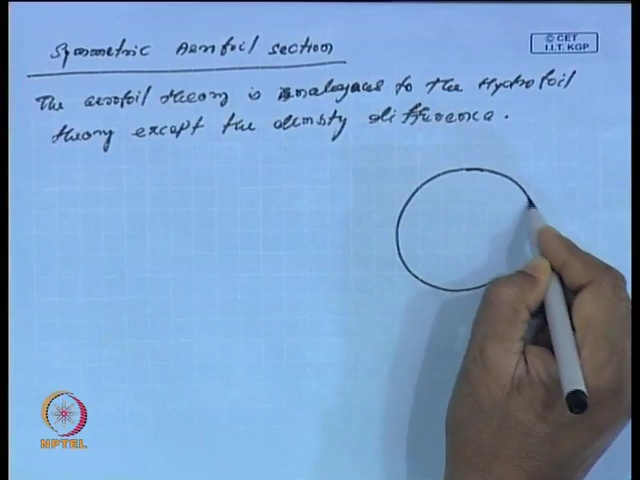 Symmetric Aerofoil section
© CET
I.I.T. KGP
The aerofoil theory is analogous to the Hydrofoil
theory except the density difference.
NPTEL